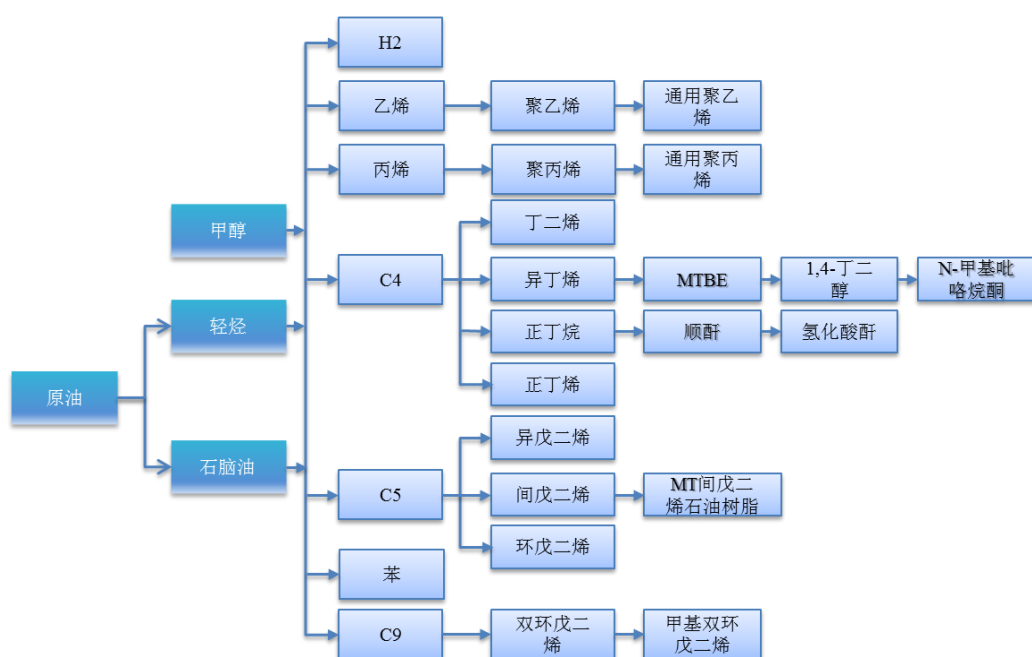 H2
乙烯
聚乙烯
通用聚乙
烯
丙烯
聚丙烯
通用聚丙
烯
甲醇
丁二烯
C4
异丁烯
MTBE
1,4-丁二
醇
N-甲基吡
咯烷酮
轻烃
正丁烷
顺酐
氢化酸酐
原油
正丁烯
石脑油
异戊二烯
C5
间戊二烯
MT间戊二
烯石油树脂
环戊二烯
苯
C9
双环戊二
烯
甲基双环
戊二烯